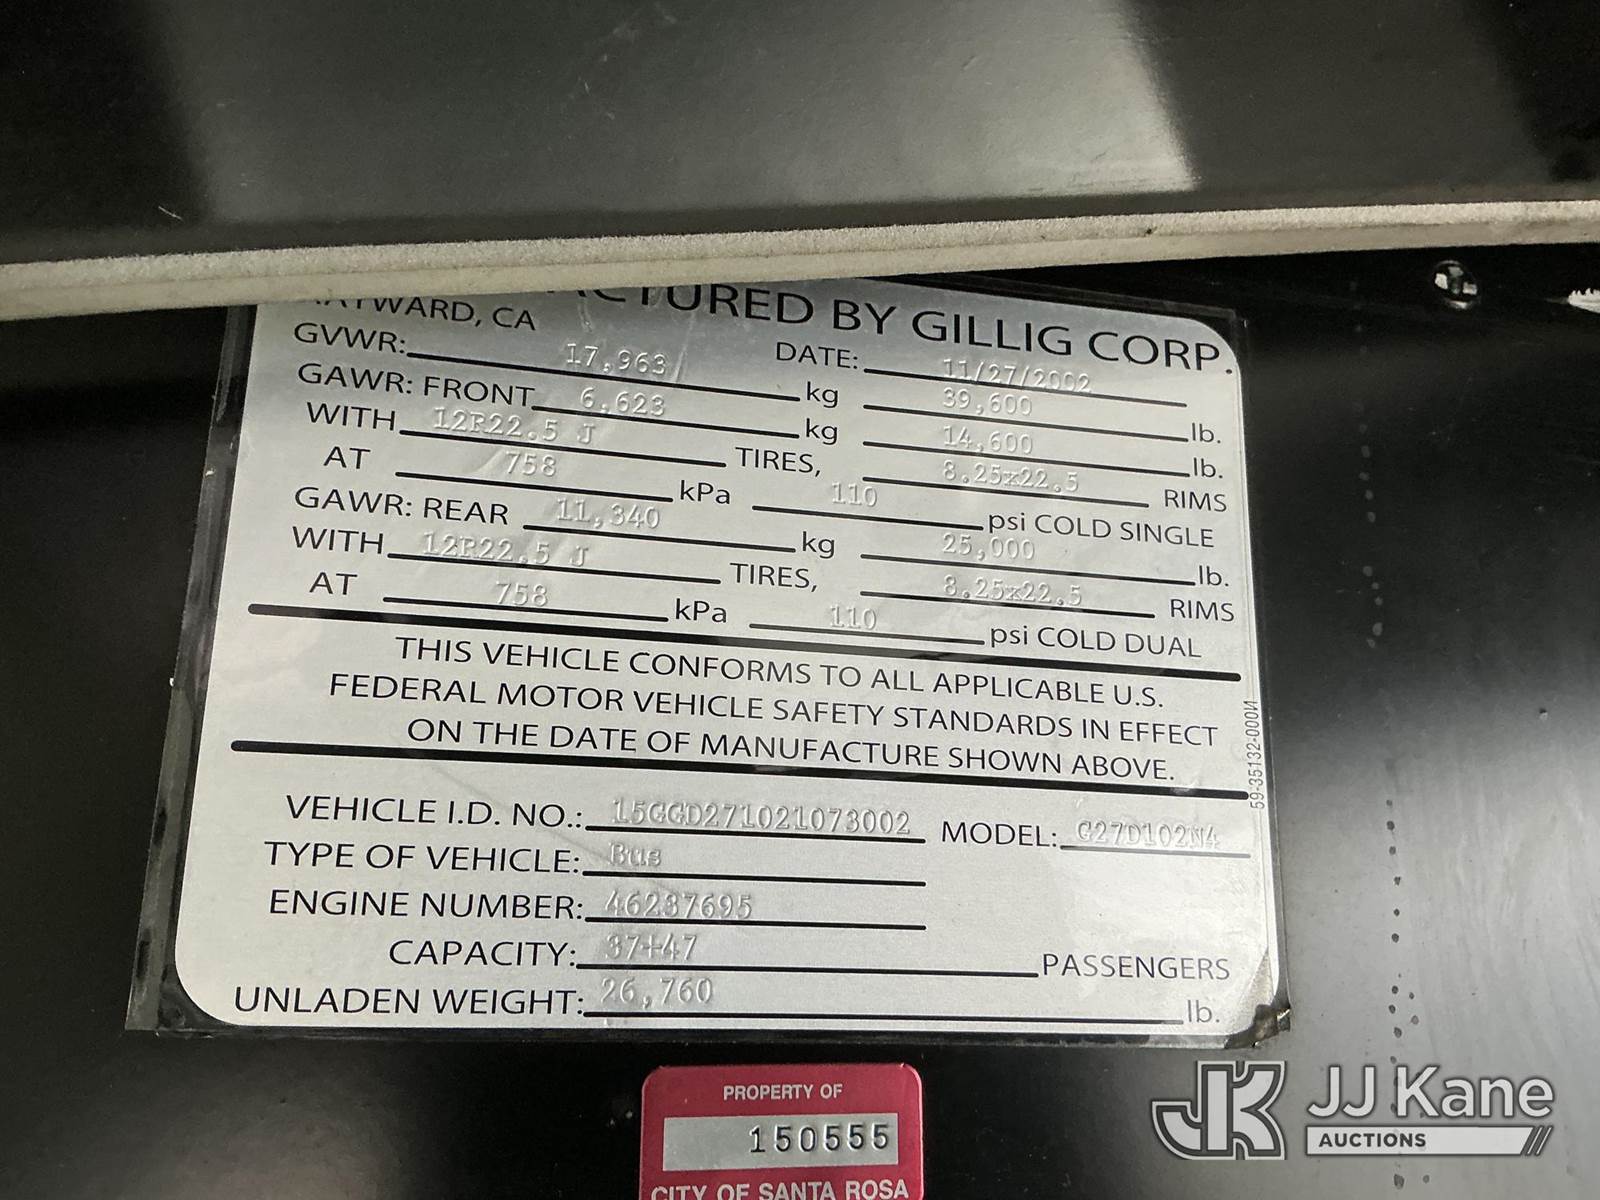 ACTURED BY GILLIG CORP.
HAYWARD, CA
DATE: 11/27/2002
GVWR: 17,963 kg 39,600 lb.
GAWR: FRONT 6,623 kg 14,600 lb.
WITH 12R22.5 J TIRES, 8.25x22.5 RIMS
AT 758 kPa 110 psi COLD SINGLE
GAWR: REAR 11,340 kg 25,000 lb.
WITH 12R22.5 J TIRES, 8.25x22.5 RIMS
AT 758 kPa 110 psi COLD DUAL
THIS VEHICLE CONFORMS TO ALL APPLICABLE U.S.
FEDERAL MOTOR VEHICLE SAFETY STANDARDS IN EFFECT
ON THE DATE OF MANUFACTURE SHOWN ABOVE.
59-35132-000N
VEHICLE I.D. NO.: 15GGD271021073002 MODEL: G27D102N4
TYPE OF VEHICLE: Bus
ENGINE NUMBER: 46237695
CAPACITY: 37+47 PASSENGERS
UNLADEN WEIGHT: 26,760 lb.
PROPERTY OF
150555
CITY OF SANTA ROSA
JK JJ Kane
AUCTIONS